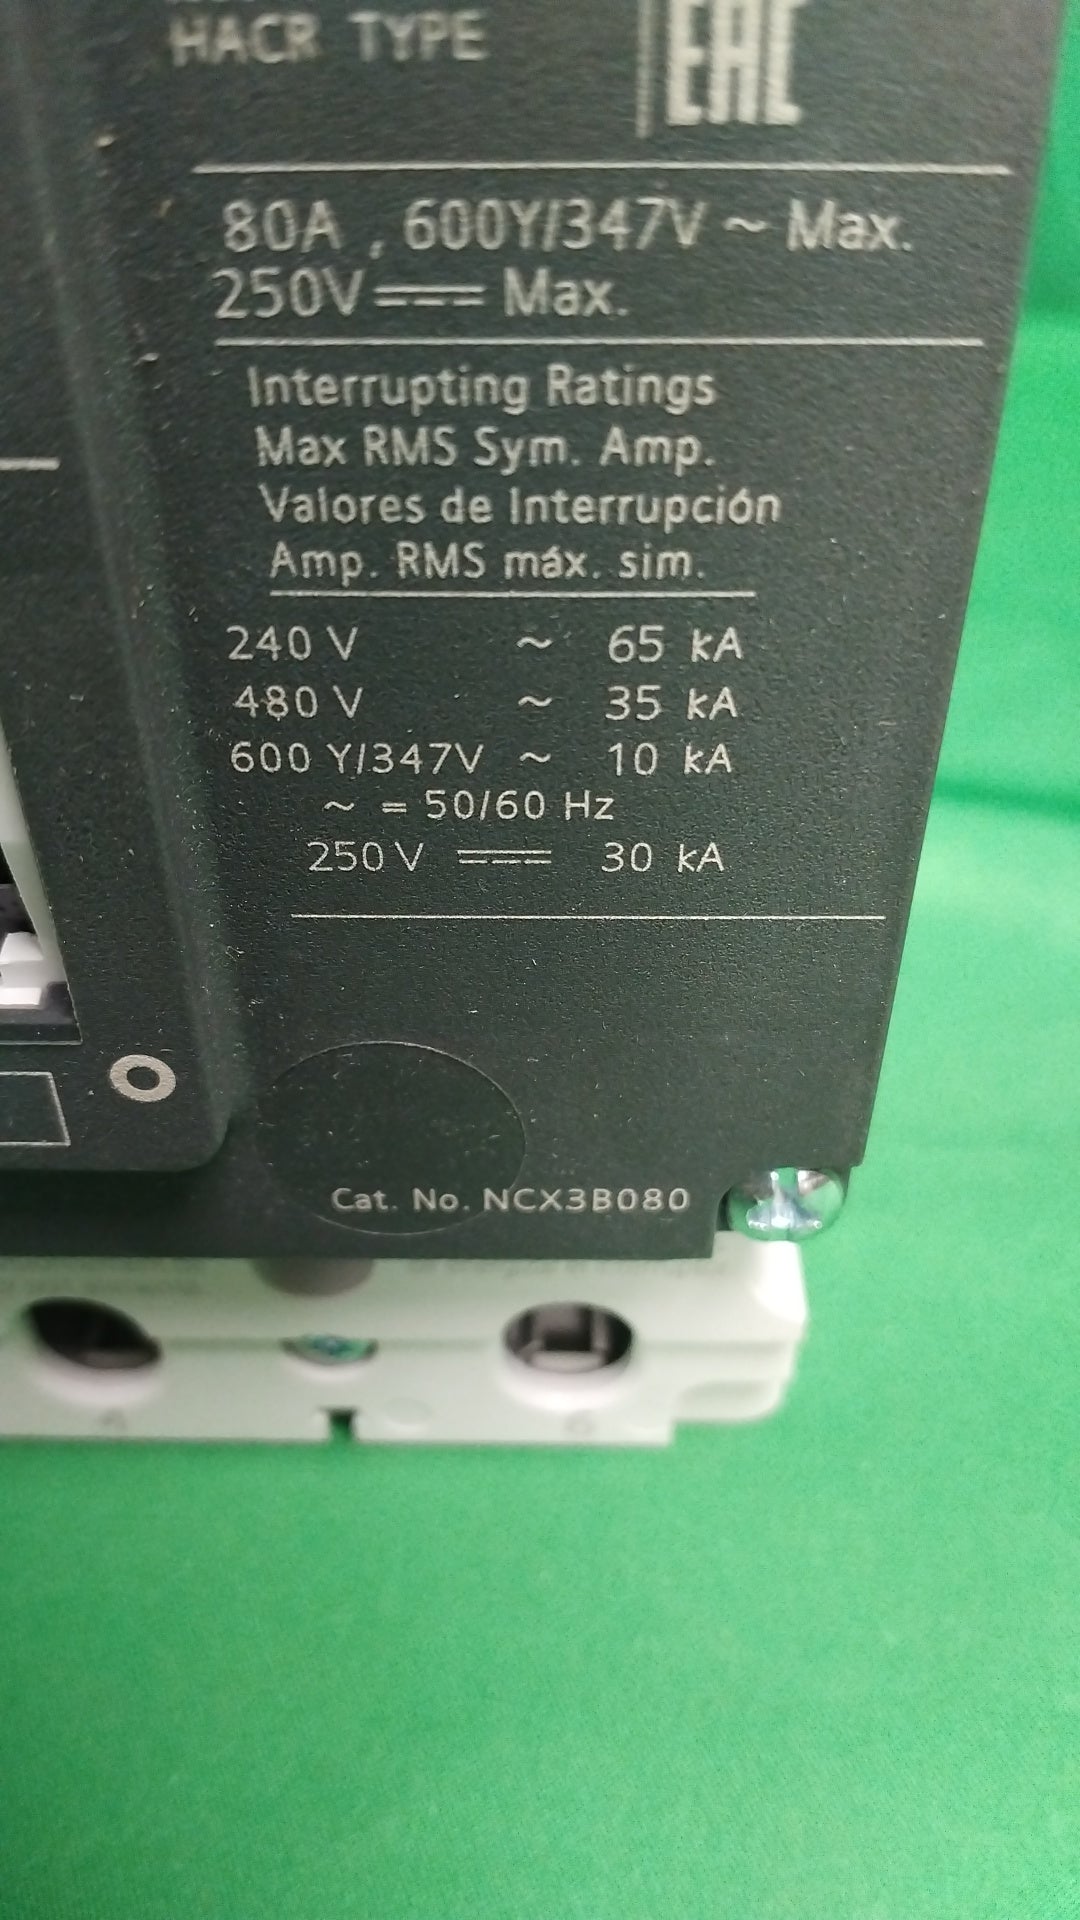 HACR TYPE
EAC
80A , 600Y/347V ~ Max.
250V ⎓ Max.
Interrupting Ratings
Max RMS Sym. Amp.
Valores de Interrupción
Amp. RMS máx. sim.
240 V ~ 65 kA
480 V ~ 35 kA
600 Y/347V ~ 10 kA
~ = 50/60 Hz
250 V ⎓ 30 kA
O
Cat. No. NCX3B080
4 6